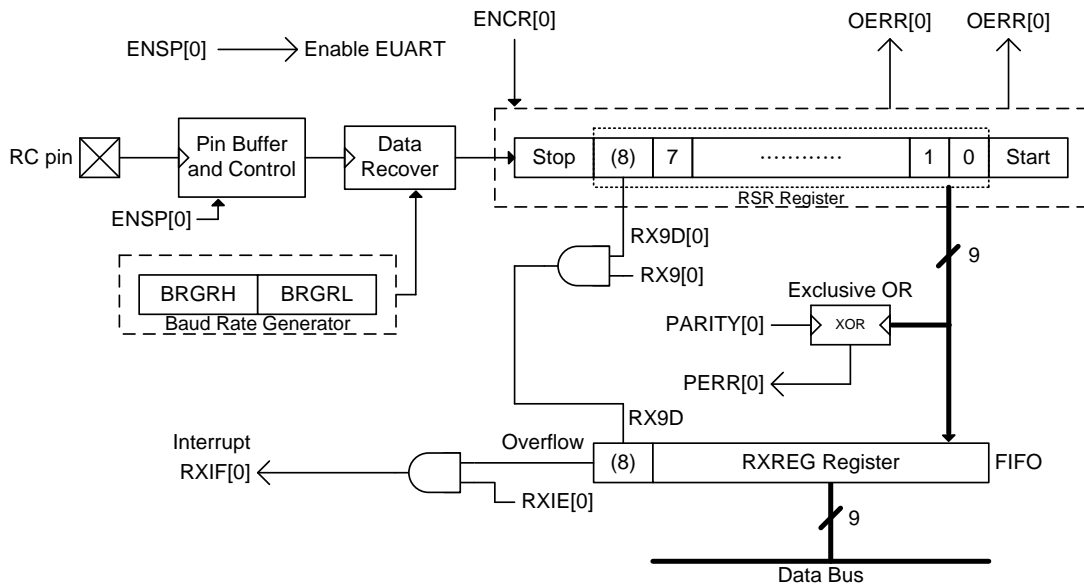 ENCR[0]
OERR[0]
OERR[0]
ENSP[0]
Enable EUART
RC pin
Pin Buffer
and Control
Data
Recover
Stop
(8)
7
............
1
0
Start
RSR Register
ENSP[0]
RX9D[0]
RX9[0]
9
BRGRH
BRGRL
Baud Rate Generator
Exclusive OR
PARITY[0]
XOR
PERR[0]
RX9D
Interrupt
RXIF[0]
Overflow
(8)
RXREG Register
FIFO
RXIE[0]
9
Data Bus